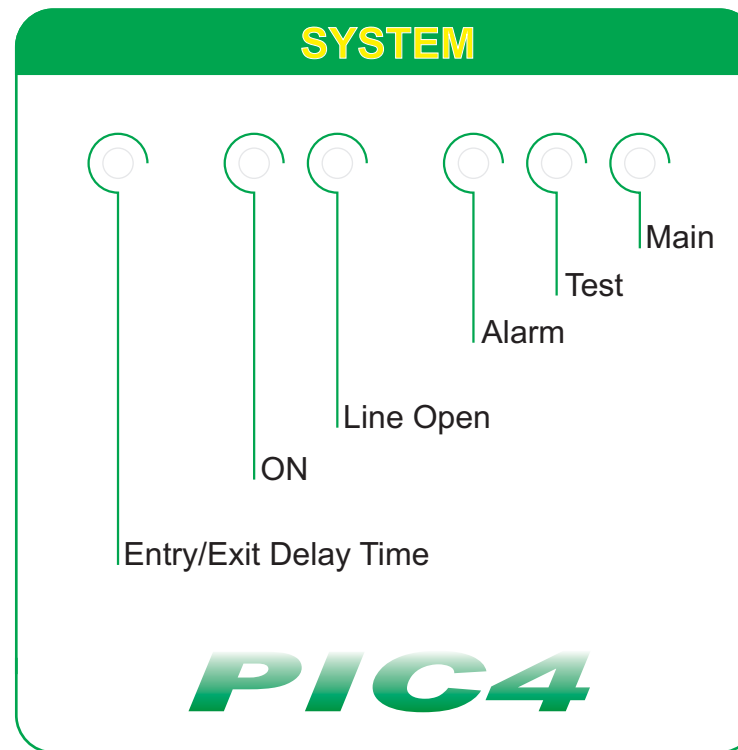 SYSTEM
Main
Test
Alarm
Line Open
ON
Entry/Exit Delay Time
PIC4